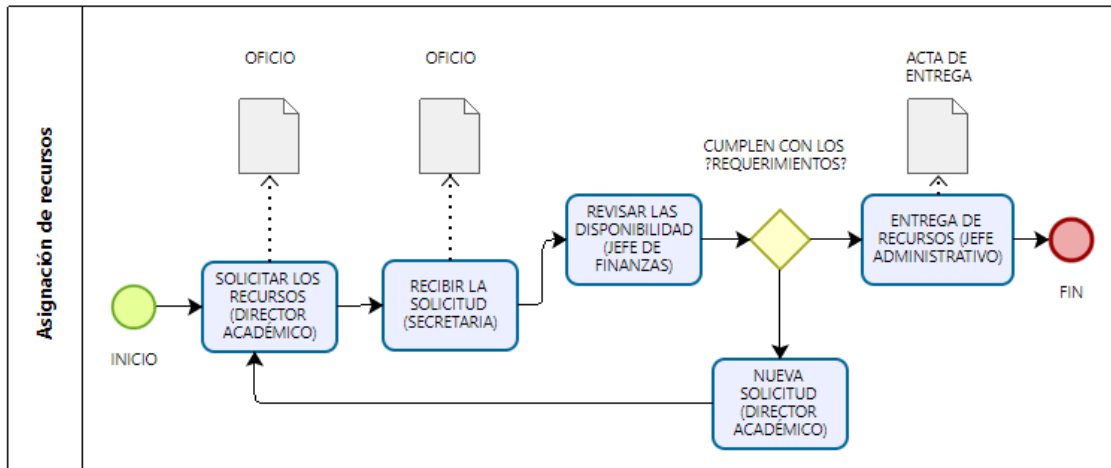 Asignación de recursos
OFICIO
OFICIO
ACTA DE
ENTREGA
CUMPLEN CON LOS
?REQUERIMIENTOS?
INICIO
SOLICITAR LOS
RECURSOS
(DIRECTOR
ACADÉMICO)
RECIBIR LA
SOLICITUD
(SECRETARIA)
REVISAR LAS
DISPONIBILIDAD
(JEFE DE
FINANZAS)
ENTREGA DE
RECURSOS (JEFE
ADMINISTRATIVO)
FIN
NUEVA
SOLICITUD
(DIRECTOR
ACADÉMICO)